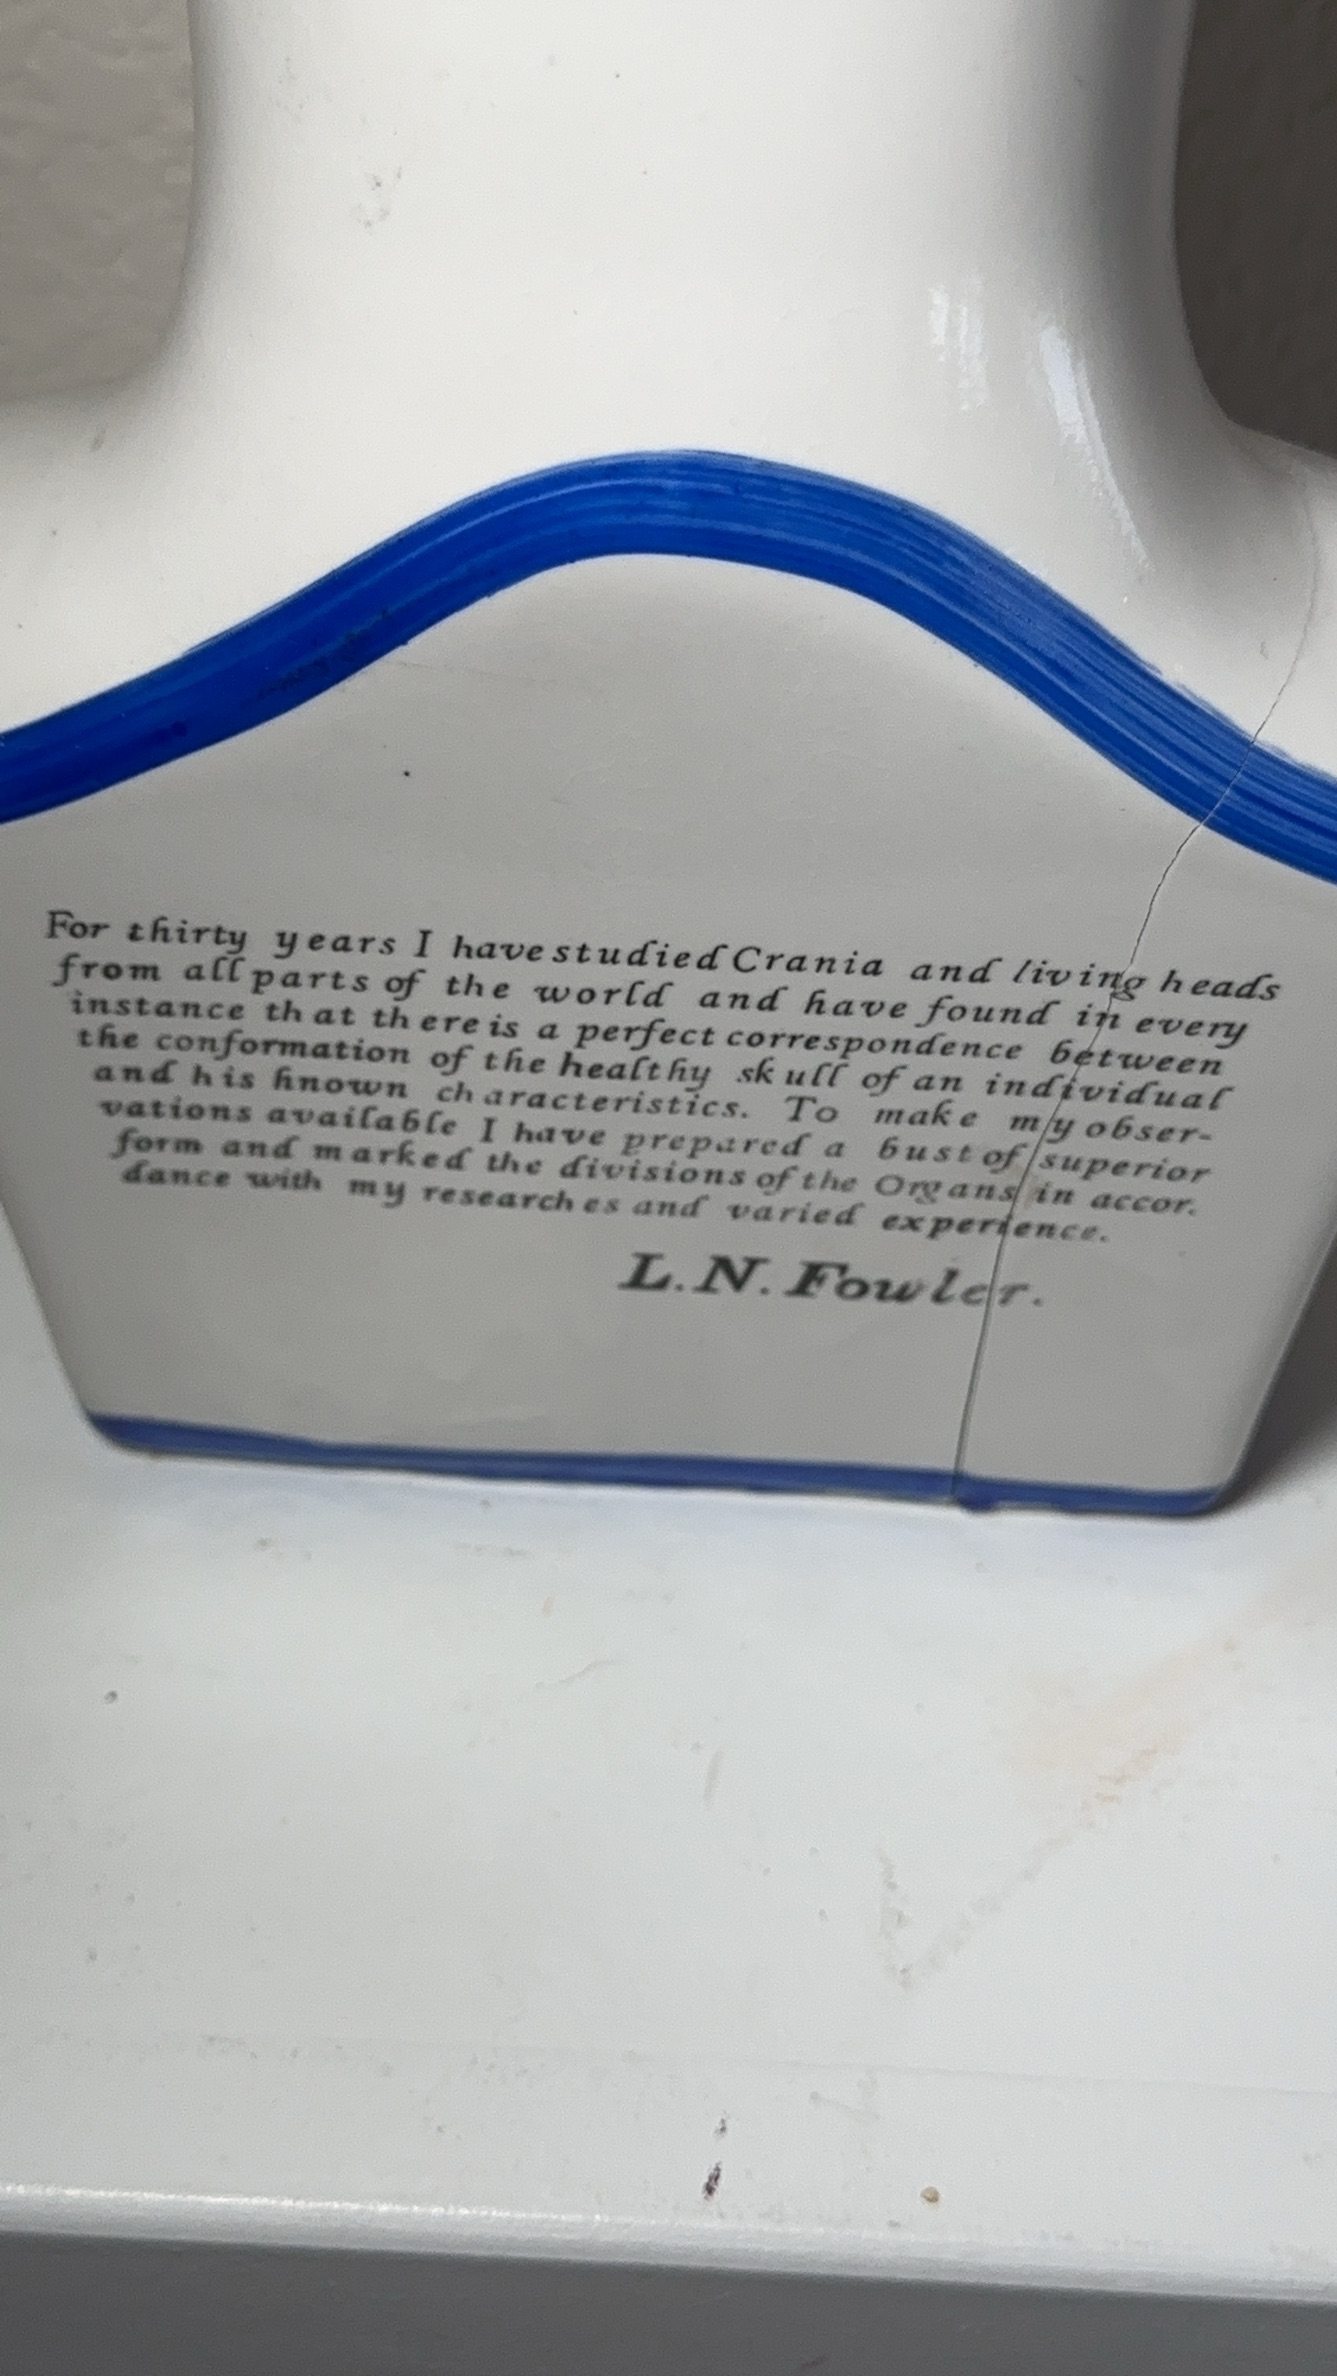 For thirty years I have studied Crania and living heads
from all parts of the world and have found in every
instance that there is a perfect correspondence between
the conformation of the healthy skull of an individual
and his known characteristics. To make my obser-
vations available I have prepared a bust of superior
form and marked the divisions of the Organs in accor.
dance with my researches and varied experience.
L.N. Fowler.